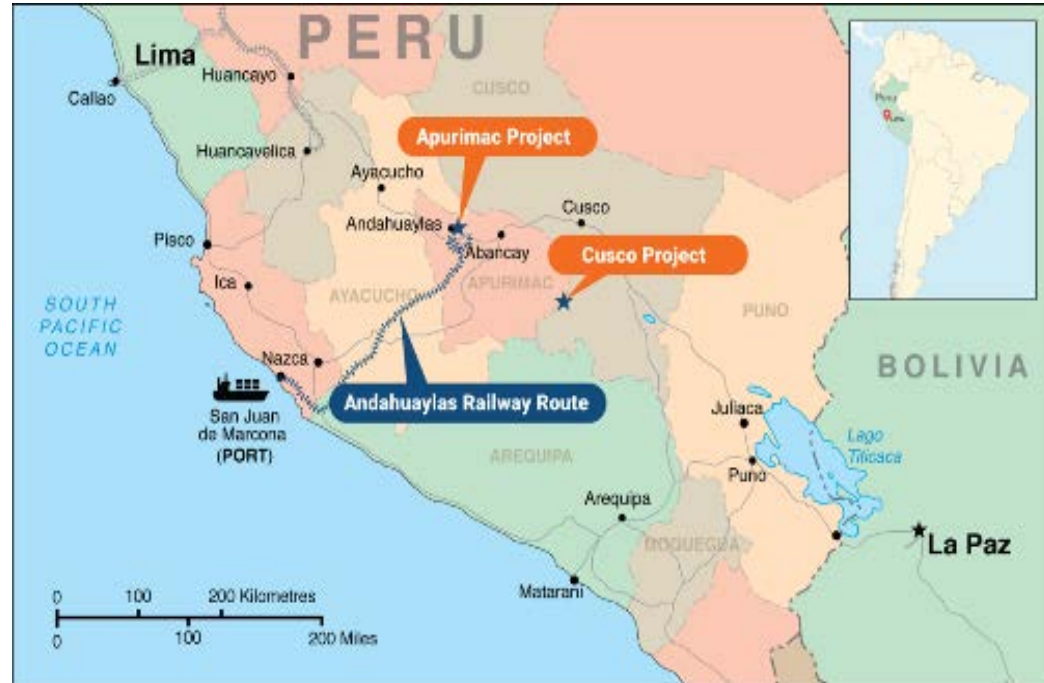 PERU
Lima
Callao
Huancayo
CUSCO
Huancavelica
Apurimac Project
Ayacucho
Andahuaylas
Cusco
Abancay
Pisco
Cusco Project
Ica
AYACUCHO
APURIMAC
PUNO
SOUTH
PACIFIC
OCEAN
BOLIVIA
Nazca
Andahuaylas Railway Route
San Juan
de Marcona
(PORT)
Juliaca
Lago
Titicaca
AREQUIPA
Puno
Arequipa
MOQUEGUA
La Paz
Matarani
0 100 200 Kilometres
0 100 200 Miles
Peru